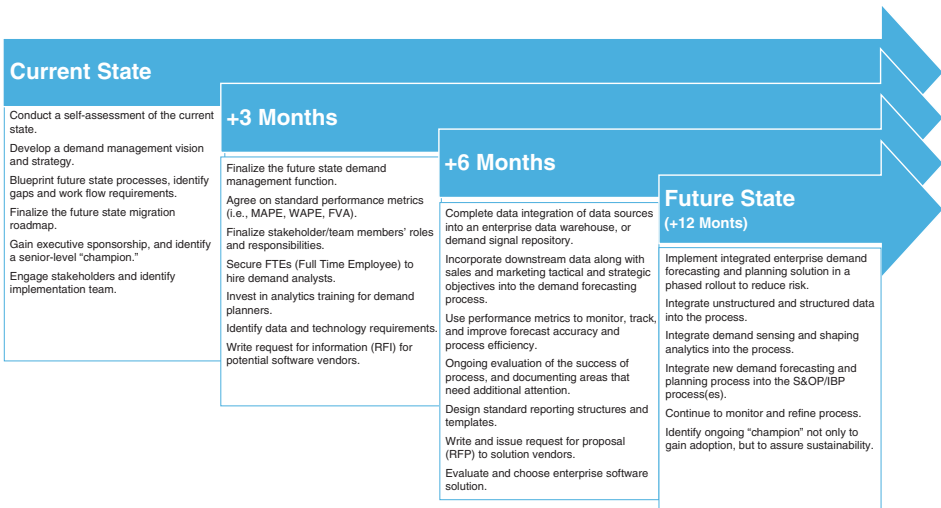 Current State
Conduct a self-assessment of the current
state.
Develop a demand management vision
and strategy.
Blueprint future state processes, identify
gaps and work flow requirements.
Finalize the future state migration
roadmap.
Gain executive sponsorship, and identify
a senior-level “champion.”
Engage stakeholders and identify
implementation team.
+3 Months
Finalize the future state demand
management function.
Agree on standard performance metrics
(i.e., MAPE, WAPE, FVA).
Finalize stakeholder/team members’ roles
and responsibilities.
Secure FTEs (Full Time Employee) to
hire demand analysts.
Invest in analytics training for demand
planners.
Identify data and technology requirements.
Write request for information (RFI) for
potential software vendors.
+6 Months
Complete data integration of data sources
into an enterprise data warehouse, or
demand signal repository.
Incorporate downstream data along with
sales and marketing tactical and strategic
objectives into the demand forecasting
process.
Use performance metrics to monitor, track,
and improve forecast accuracy and
process efficiency.
Ongoing evaluation of the success of
process, and documenting areas that
need additional attention.
Design standard reporting structures and
templates.
Write and issue request for proposal
(RFP) to solution vendors.
Evaluate and choose enterprise software
solution.
Future State
(+12 Monts)
Implement integrated enterprise demand
forecasting and planning solution in a
phased rollout to reduce risk.
Integrate unstructured and structured data
into the process.
Integrate demand sensing and shaping
analytics into the process.
Integrate new demand forecasting and
planning process into the S&OP/IBP
process(es).
Continue to monitor and refine process.
Identify ongoing “champion” not only to
gain adoption, but to assure sustainability.